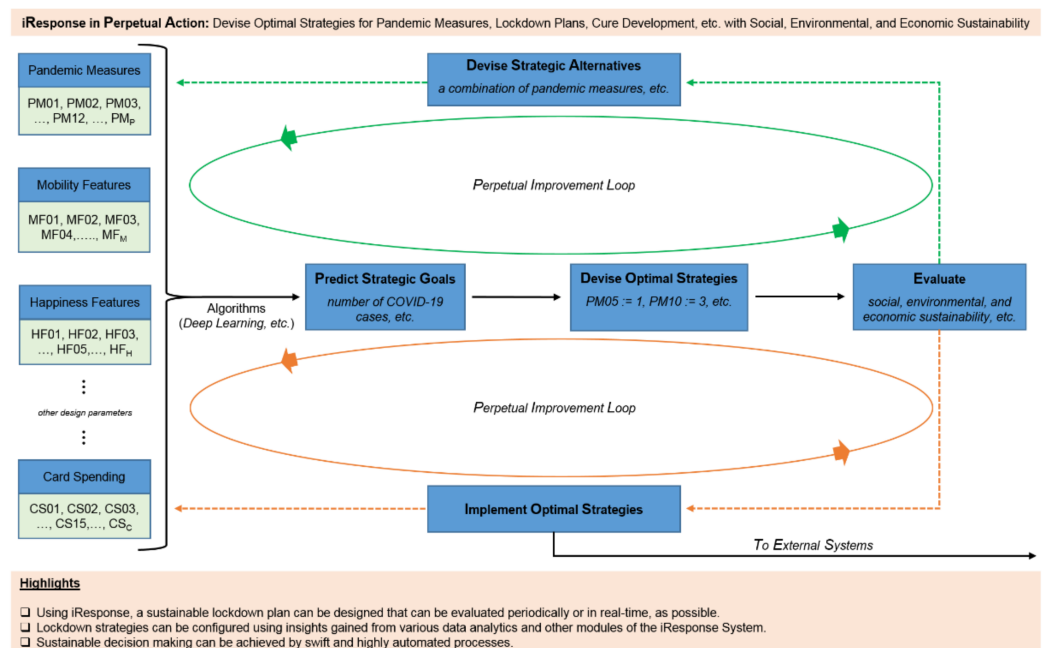 iResponse in Perpetual Action: Devise Optimal Strategies for Pandemic Measures, Lockdown Plans, Cure Development, etc. with Social, Environmental, and Economic Sustainability
Pandemic Measures
PM01, PM02, PM03,
…, PM12, …, PMP
Mobility Features
MF01, MF02, MF03,
MF04,….., MFM
Happiness Features
HF01, HF02, HF03,
…, HF05,…, HFH
⋮
other design parameters
⋮
Card Spending
CS01, CS02, CS03,
…, CS15,…, CSC
Devise Strategic Alternatives
a combination of pandemic measures, etc.
Perpetual Improvement Loop
Algorithms
(Deep Learning, etc.)
Predict Strategic Goals
number of COVID-19
cases, etc.
Devise Optimal Strategies
PM05 := 1, PM10 := 3, etc.
Evaluate
social, environmental, and
economic sustainability, etc.
Perpetual Improvement Loop
Implement Optimal Strategies
To External Systems
Highlights
❑ Using iResponse, a sustainable lockdown plan can be designed that can be evaluated periodically or in real-time, as possible.
❑ Lockdown strategies can be configured using insights gained from various data analytics and other modules of the iResponse System.
❑ Sustainable decision making can be achieved by swift and highly automated processes.